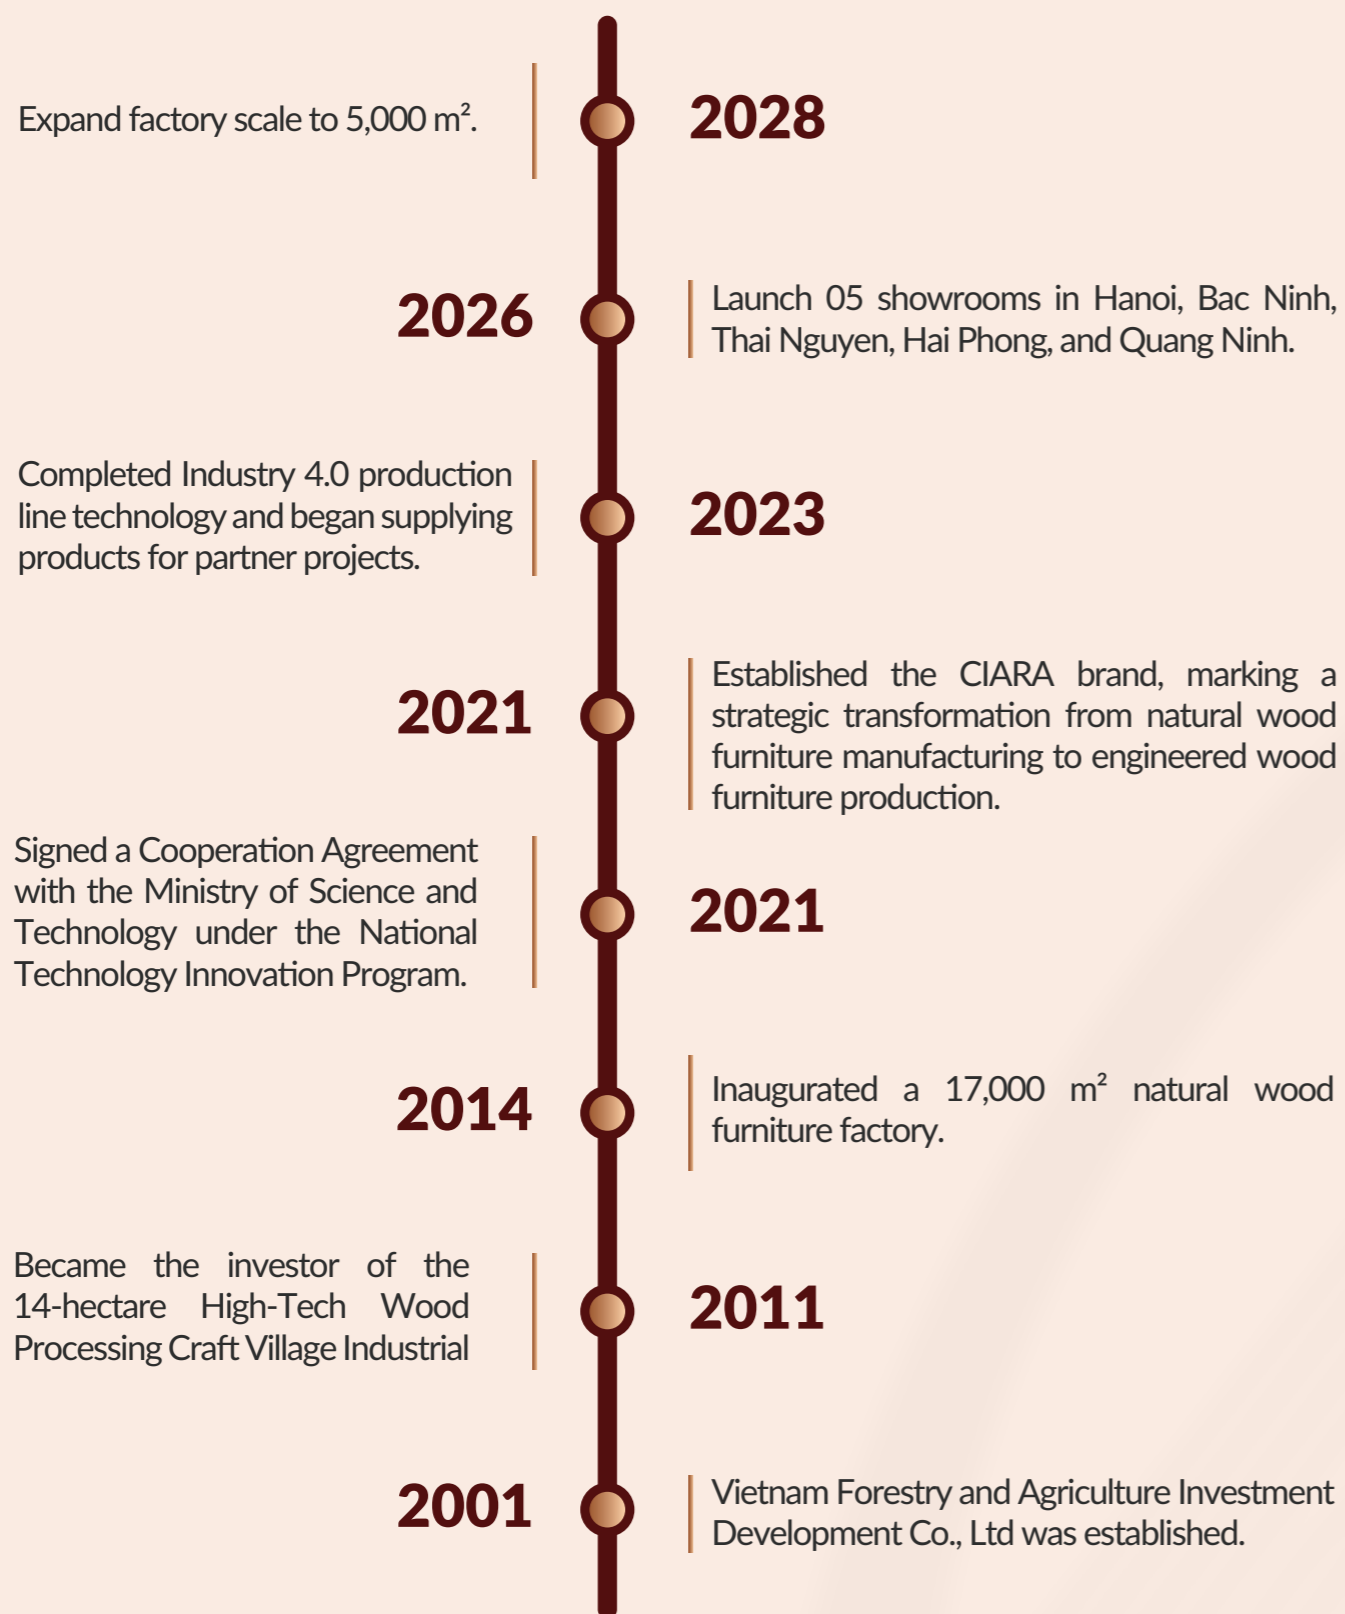 Expand factory scale to 5,000 m².
2028
2026
Launch 05 showrooms in Hanoi, Bac Ninh,
Thai Nguyen, Hai Phong, and Quang Ninh.
Completed Industry 4.0 production
line technology and began supplying
products for partner projects.
2023
2021
Established the CIARA brand, marking a
strategic transformation from natural wood
furniture manufacturing to engineered wood
furniture production.
Signed a Cooperation Agreement
with the Ministry of Science and
Technology under the National
Technology Innovation Program.
2021
2014
Inaugurated a 17,000 m² natural wood
furniture factory.
Became the investor of the
14-hectare High-Tech Wood
Processing Craft Village Industrial
2011
2001
Vietnam Forestry and Agriculture Investment
Development Co., Ltd was established.